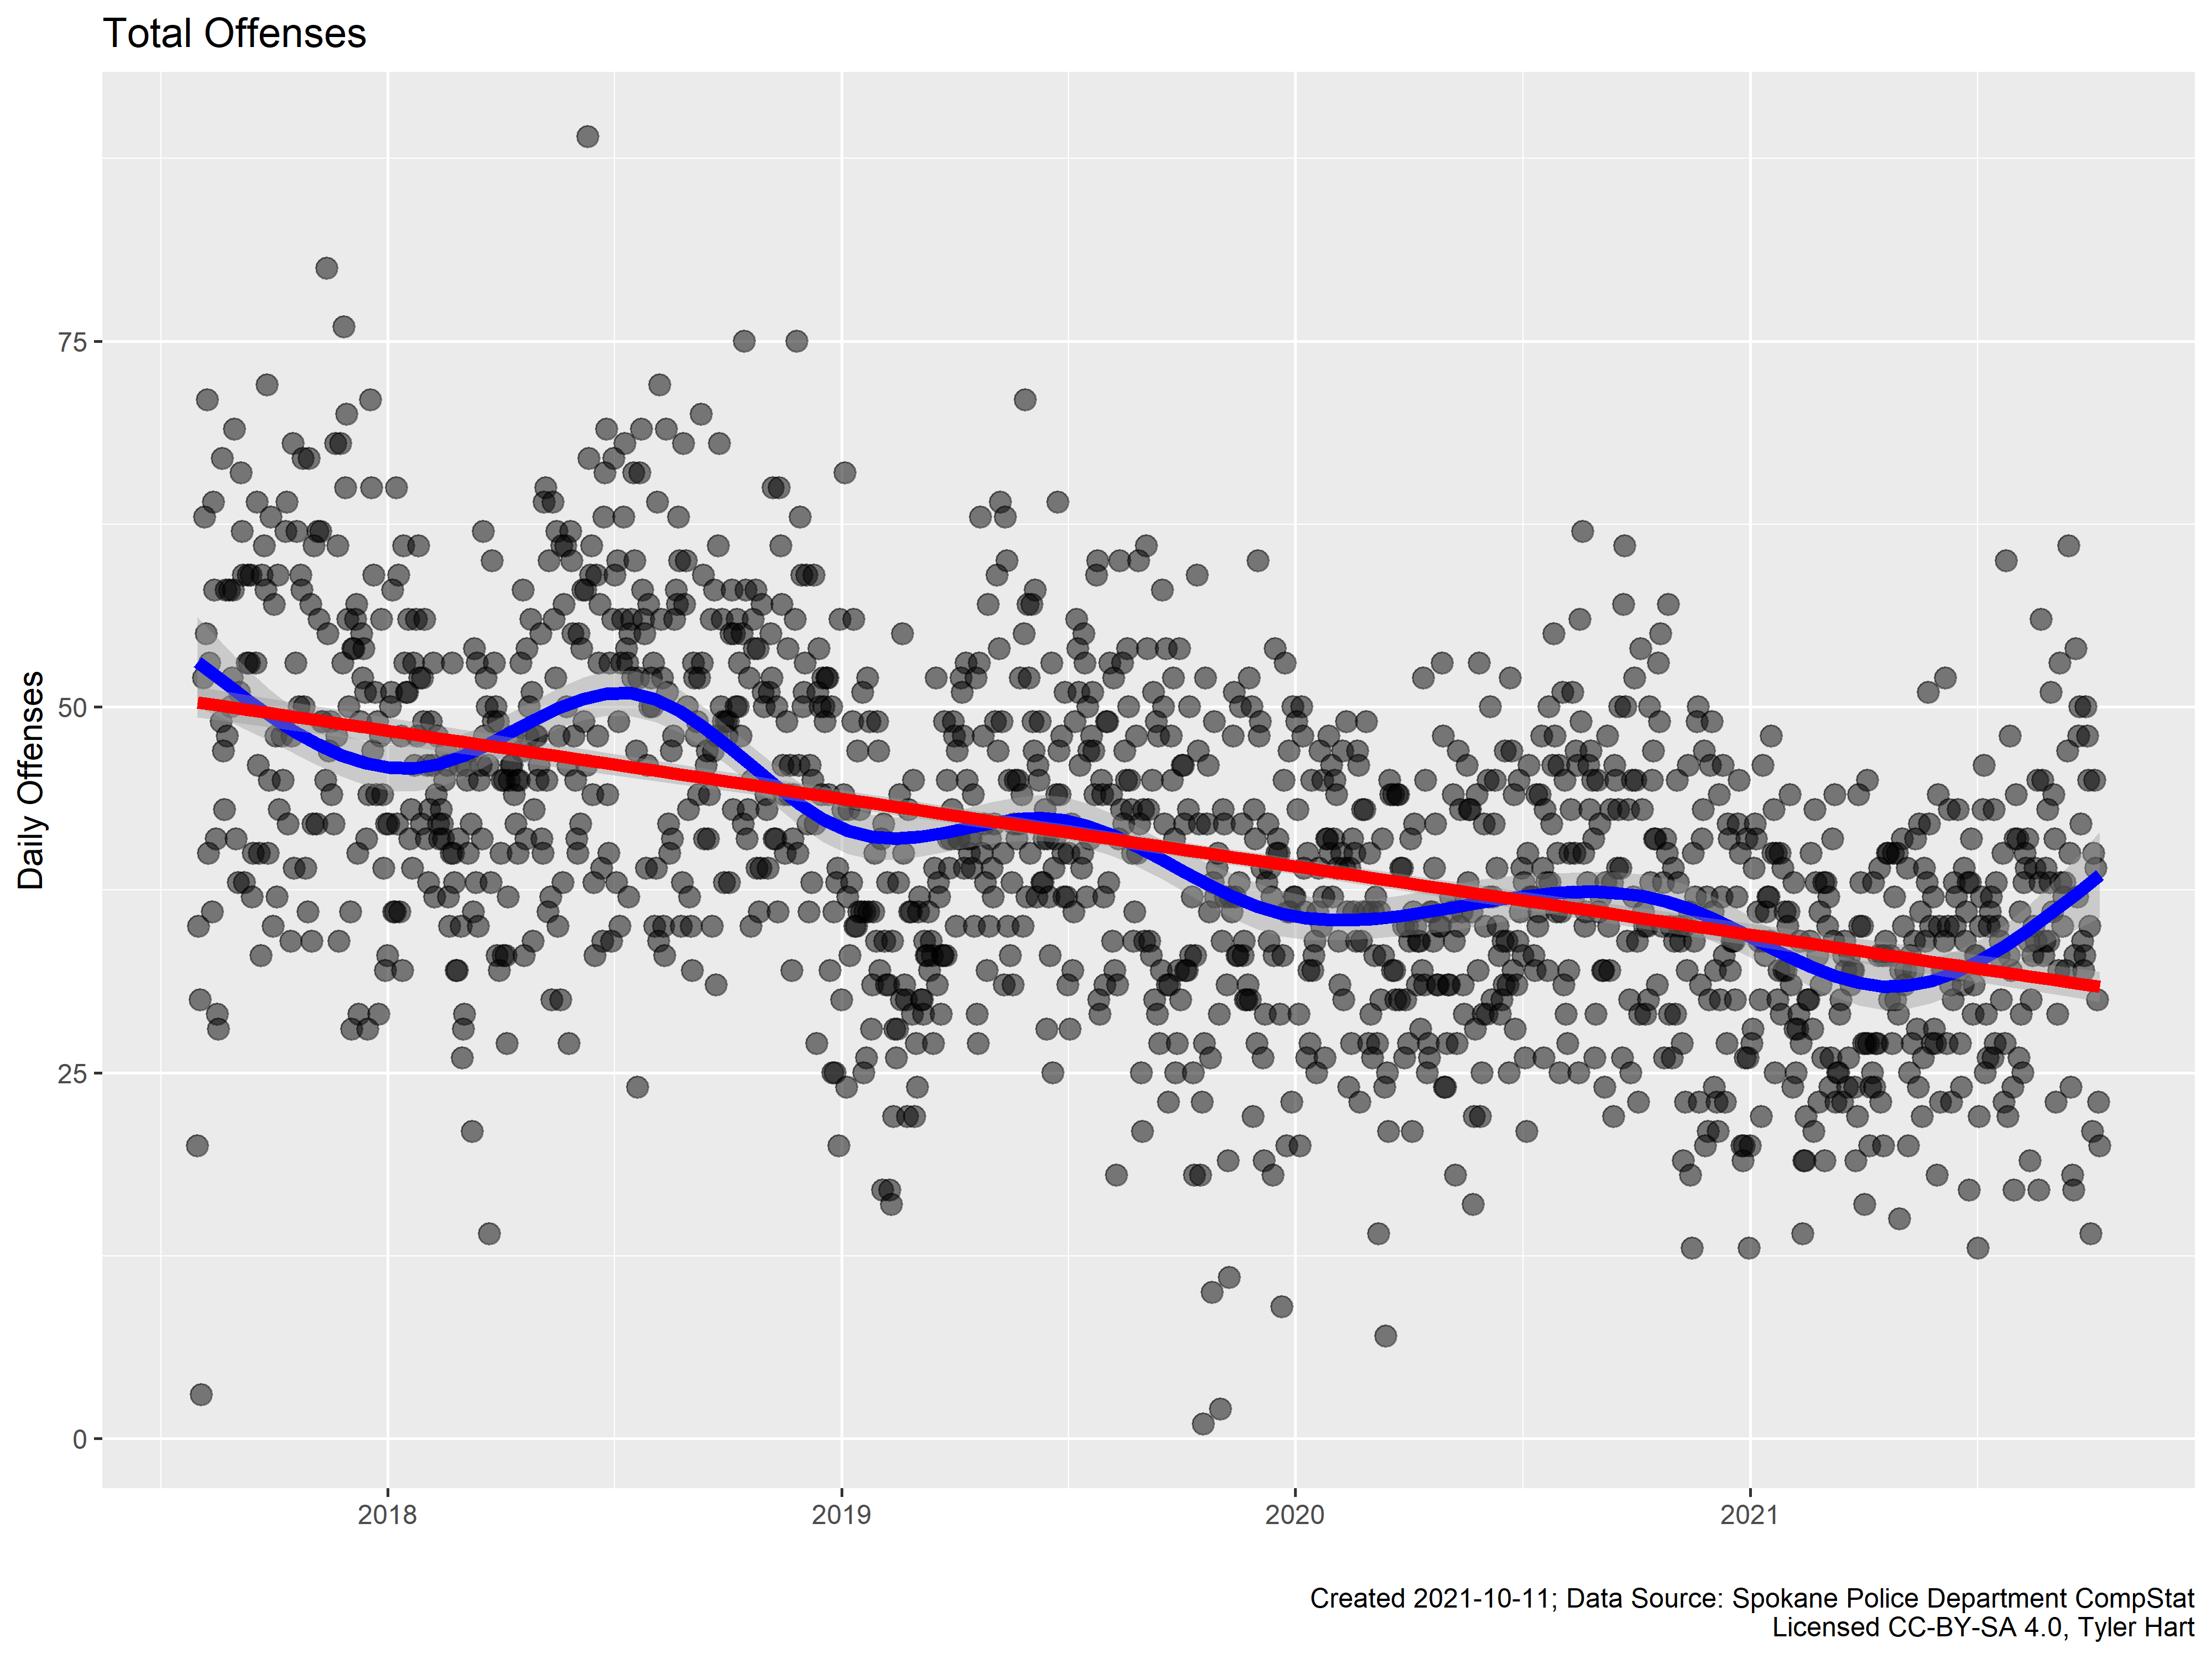 Total Offenses
Daily Offenses
75
50
25
0
2018
2019
2020
2021
Created 2021-10-11; Data Source: Spokane Police Department CompStat
Licensed CC-BY-SA 4.0, Tyler Hart